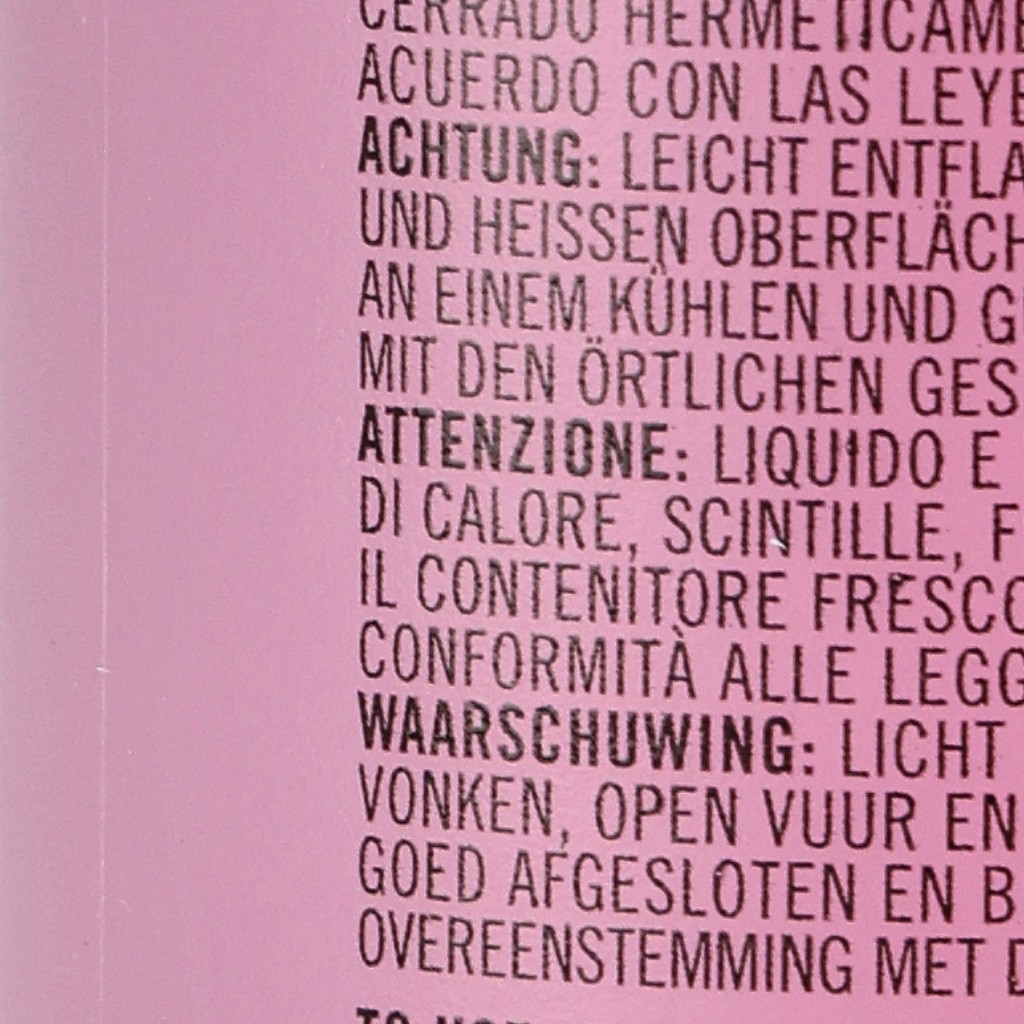 CERRADO HERMÉTICAME
ACUERDO CON LAS LEYE
ACHTUNG: LEICHT ENTFLA
UND HEISSEN OBERFLÄCH
AN EINEM KÜHLEN UND G
MIT DEN ÖRTLICHEN GES
ATTENZIONE: LIQUIDO E
DI CALORE, SCINTILLE, F
IL CONTENITORE FRESCO
CONFORMITÀ ALLE LEGG
WAARSCHUWING: LICHT
VONKEN, OPEN VUUR EN
GOED AFGESLOTEN EN B
OVEREENSTEMMING MET D